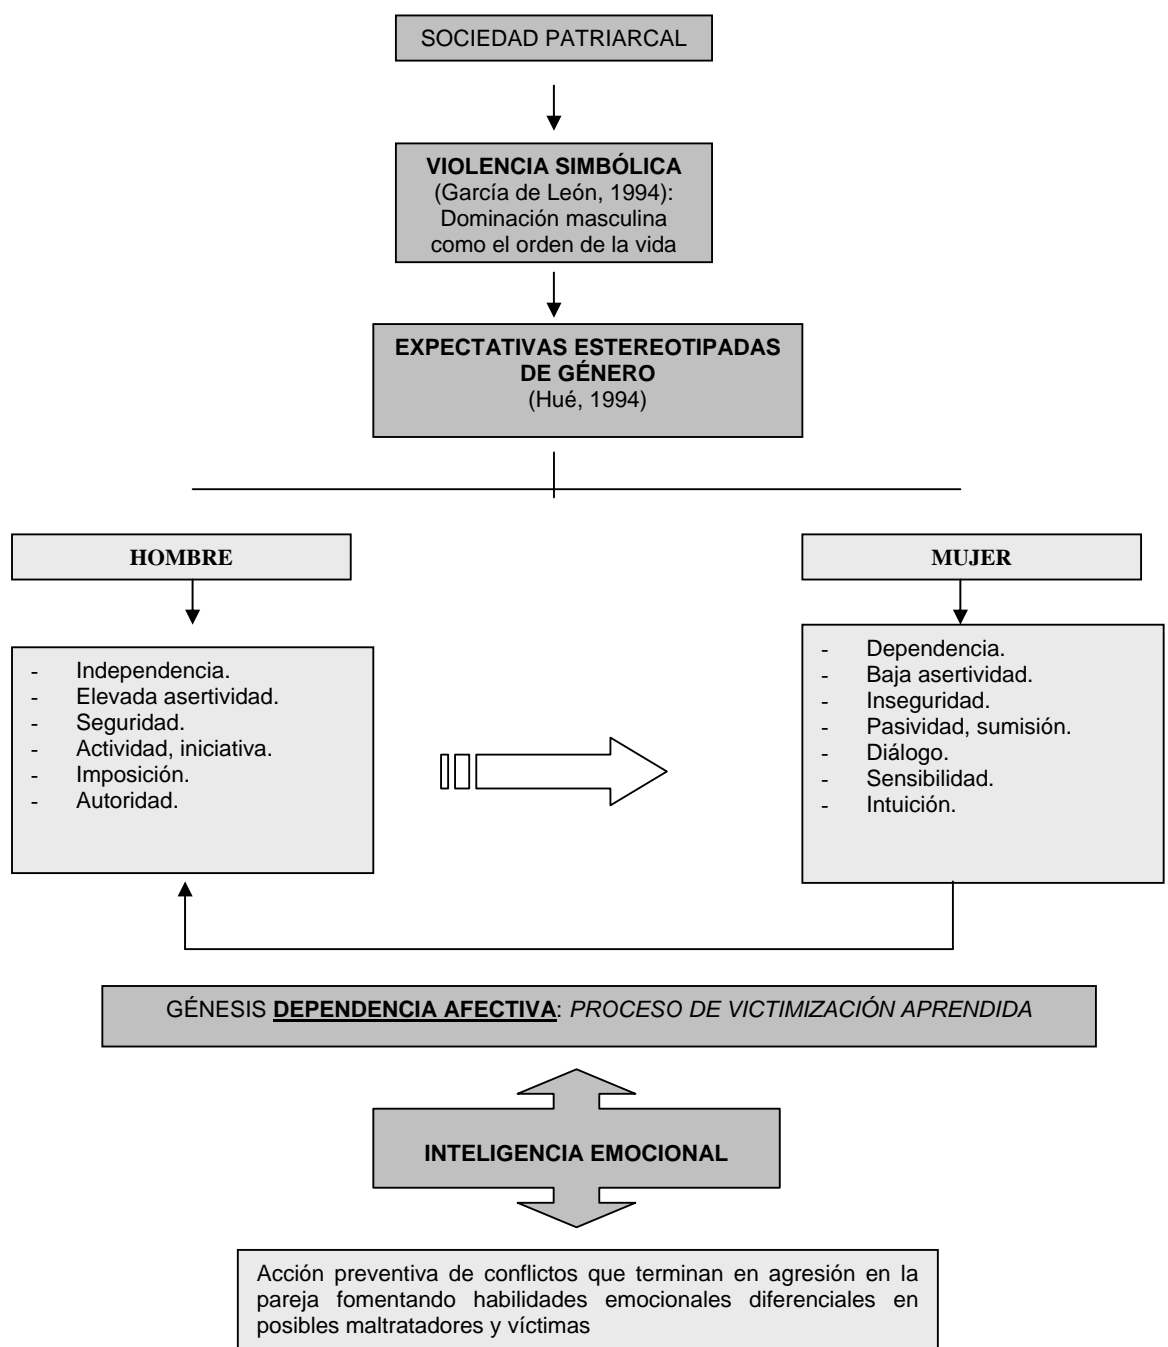 SOCIEDAD PATRIARCAL
VIOLENCIA SIMBÓLICA
(García de León, 1994):
Dominación masculina
como el orden de la vida
EXPECTATIVAS ESTEREOTIPADAS
DE GÉNERO
(Hué, 1994)
HOMBRE
- Independencia.
- Elevada asertividad.
- Seguridad.
- Actividad, iniciativa.
- Imposición.
- Autoridad.
MUJER
- Dependencia.
- Baja asertividad.
- Inseguridad.
- Pasividad, sumisión.
- Diálogo.
- Sensibilidad.
- Intuición.
GÉNESIS DEPENDENCIA AFECTIVA: PROCESO DE VICTIMIZACIÓN APRENDIDA
INTELIGENCIA EMOCIONAL
Acción preventiva de conflictos que terminan en agresión en la
pareja fomentando habilidades emocionales diferenciales en
posibles maltratadores y víctimas